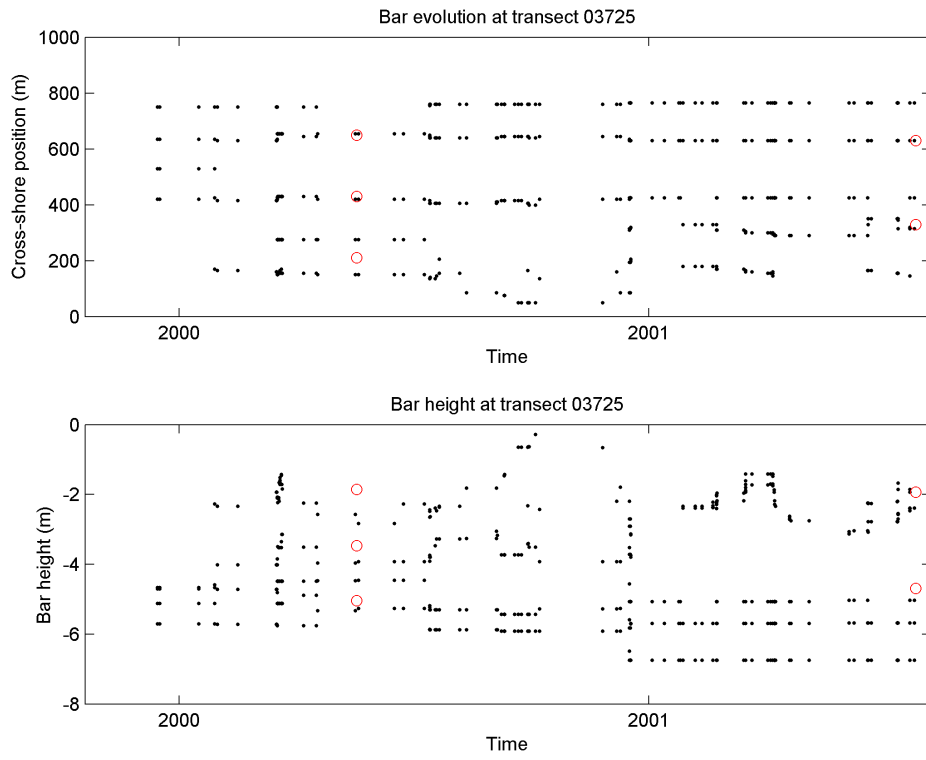 Bar evolution at transect 03725
1000
800
600
400
200
0
Cross-shore position (m)
2000 2001
Time
Bar height at transect 03725
0
-2
-4
-6
-8
Bar height (m)
2000 2001
Time